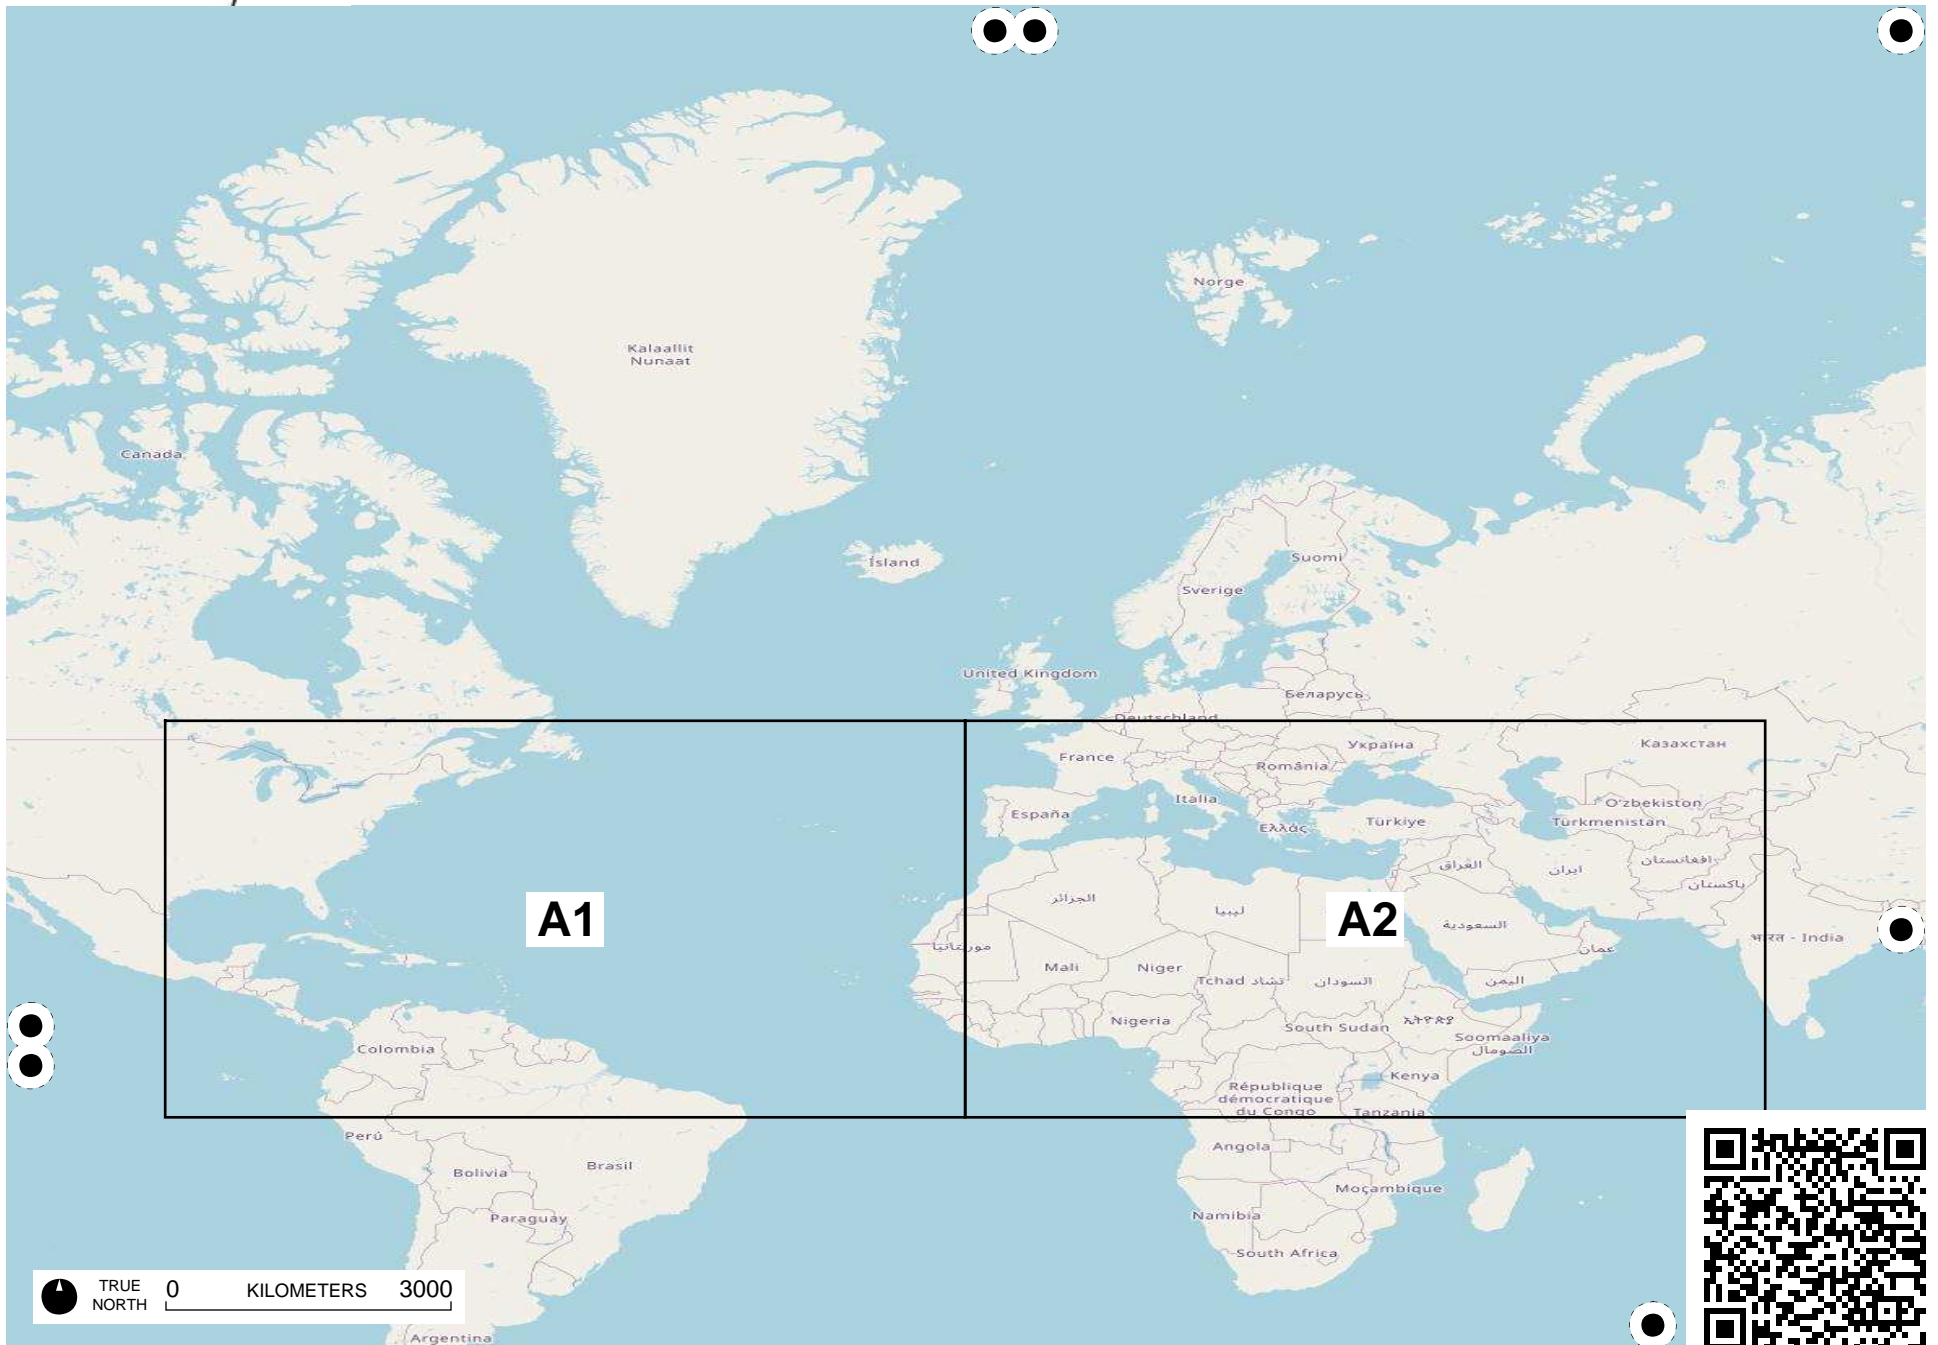 Norge
Kalaallit
Nunaat
Canada
Suomi
Ísland
Sverige
United Kingdom
Беларусь
Deutschland
Україна
Казахстан
France
România
Italia
O'zbekiston
España
Türkiye
Türkmenistan
Ελλάς
العراق
ایران
افغانستان
پاکستان
الجزائر
ليبيا
A1
A2
السعودية
भारत - India
موريتانيا
عمان
Mali
Niger
Tchad تشاد
السودان
اليمن
Nigeria
South Sudan
ኢትዮጵያ
Soomaaliya
الصومال
Colombia
Kenya
République
démocratique
du Congo
Tanzania
Perú
Angola
Bolivia
Brasil
Moçambique
Paraguay
Namibia
South Africa
TRUE
NORTH
0 KILOMETERS 3000
Argentina